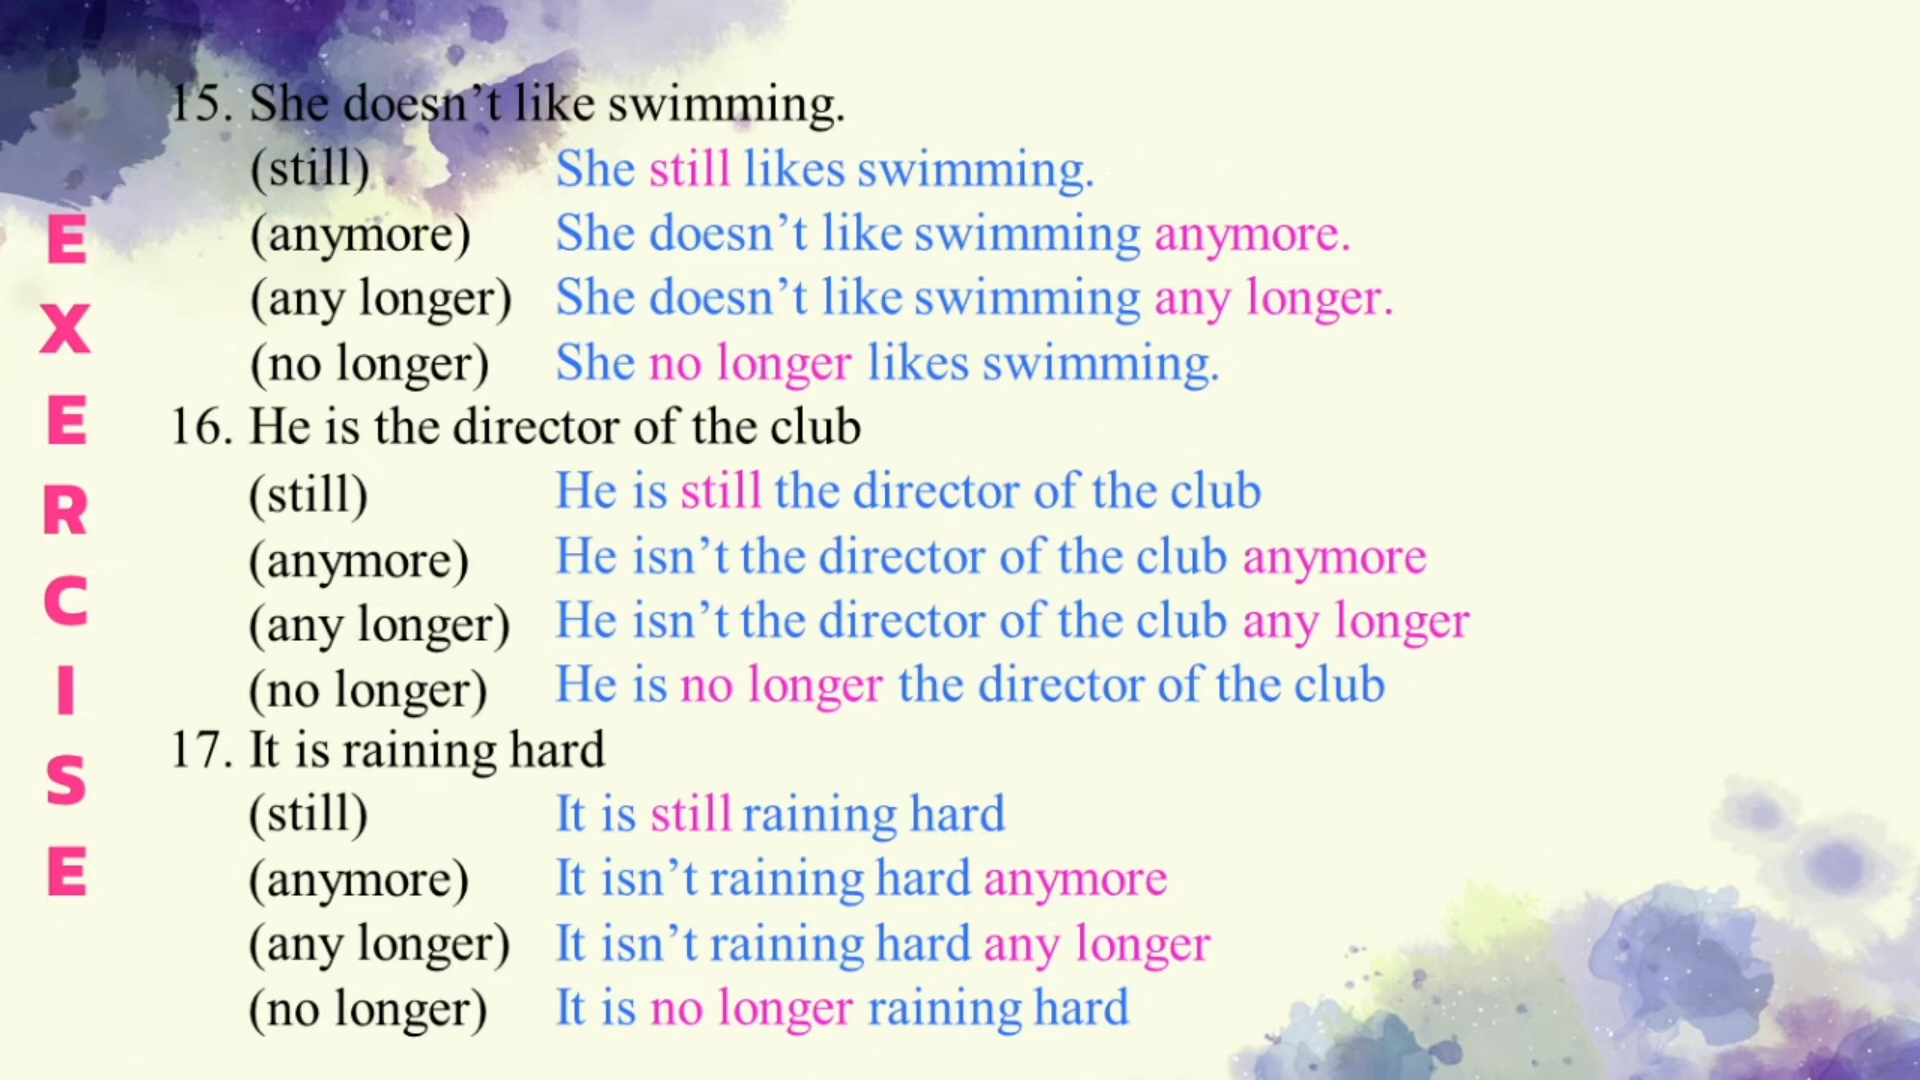 EXERCISE
15. She doesn’t like swimming.
(still) She still likes swimming.
(anymore) She doesn’t like swimming anymore.
(any longer) She doesn’t like swimming any longer.
(no longer) She no longer likes swimming.
16. He is the director of the club
(still) He is still the director of the club
(anymore) He isn’t the director of the club anymore
(any longer) He isn’t the director of the club any longer
(no longer) He is no longer the director of the club
17. It is raining hard
(still) It is still raining hard
(anymore) It isn’t raining hard anymore
(any longer) It isn’t raining hard any longer
(no longer) It is no longer raining hard